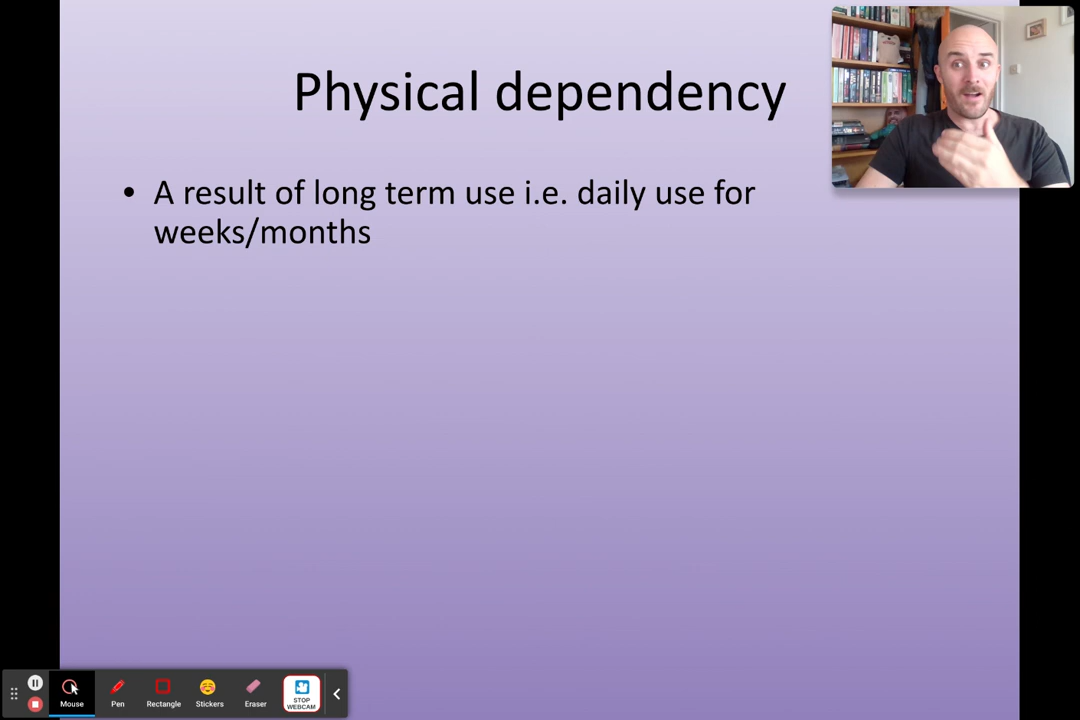 Physical dependency
• A result of long term use i.e. daily use for
weeks/months
Mouse
Pen
Rectangle
Stickers
Eraser
STOP
WEBCAM